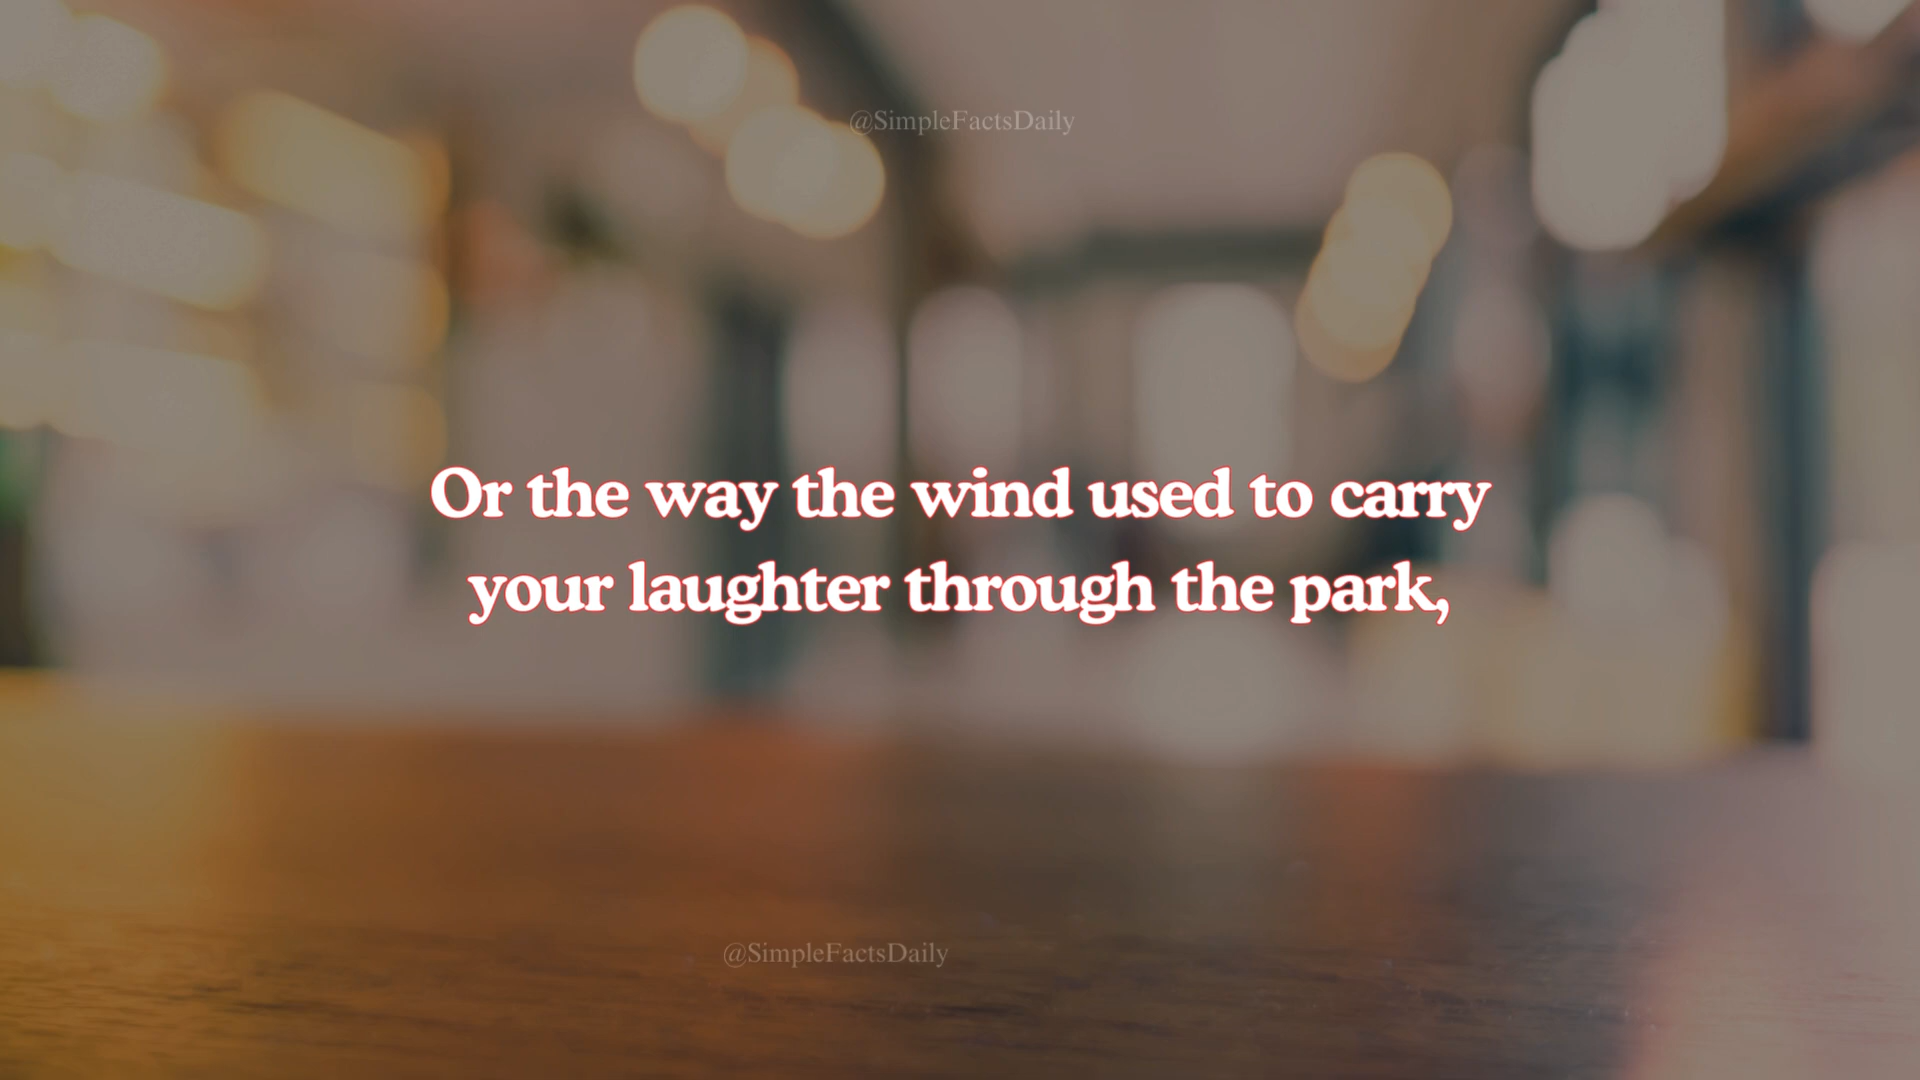 @SimpleFactsDaily
Or the way the wind used to carry
your laughter through the park,
@SimpleFactsDaily